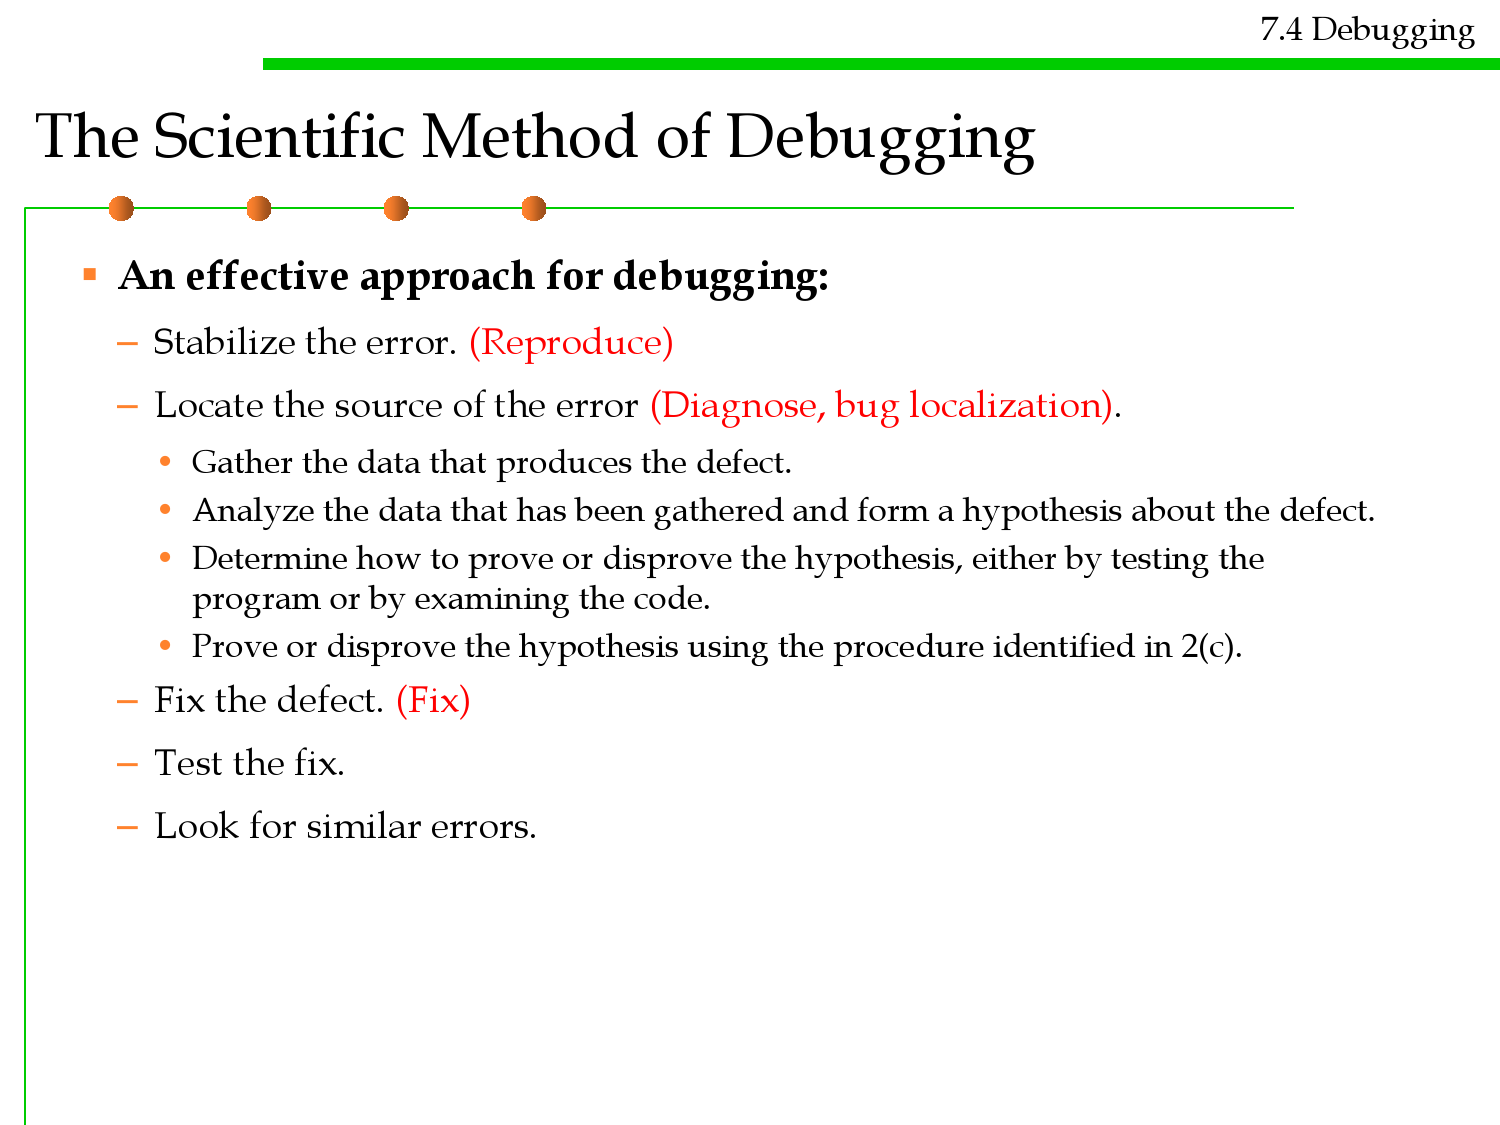 7.4 Debugging
The Scientific Method of Debugging
▪ An effective approach for debugging:
– Stabilize the error. (Reproduce)
– Locate the source of the error (Diagnose, bug localization).
• Gather the data that produces the defect.
• Analyze the data that has been gathered and form a hypothesis about the defect.
• Determine how to prove or disprove the hypothesis, either by testing the
program or by examining the code.
• Prove or disprove the hypothesis using the procedure identified in 2(c).
– Fix the defect. (Fix)
– Test the fix.
– Look for similar errors.